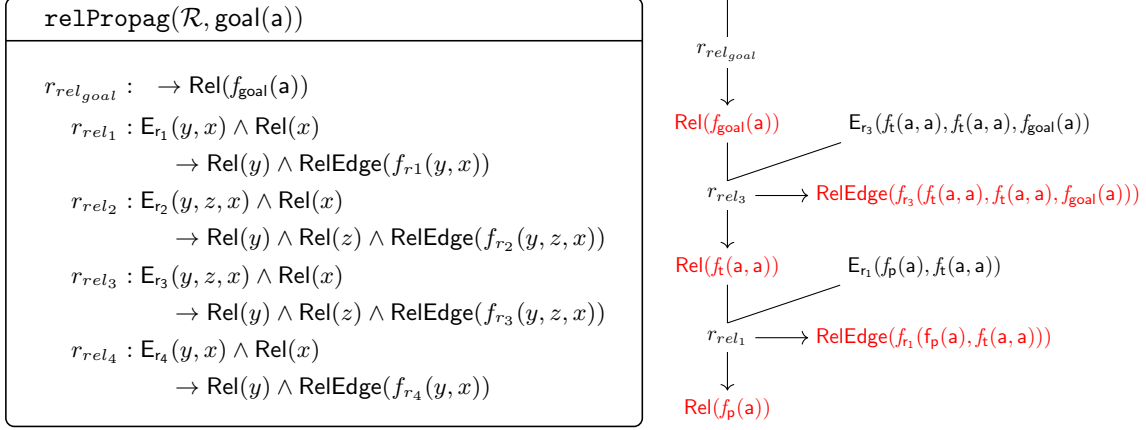 relPropag(ℛ, goal(a))
r_{rel_{goal}} : → Rel(f_{goal}(a))
r_{rel_1} : E_{r_1}(y, x) ∧ Rel(x)
→ Rel(y) ∧ RelEdge(f_{r1}(y, x))
r_{rel_2} : E_{r_2}(y, z, x) ∧ Rel(x)
→ Rel(y) ∧ Rel(z) ∧ RelEdge(f_{r_2}(y, z, x))
r_{rel_3} : E_{r_3}(y, z, x) ∧ Rel(x)
→ Rel(y) ∧ Rel(z) ∧ RelEdge(f_{r_3}(y, z, x))
r_{rel_4} : E_{r_4}(y, x) ∧ Rel(x)
→ Rel(y) ∧ RelEdge(f_{r_4}(y, x))
r_{rel_{goal}}
Rel(f_{goal}(a)) E_{r_3}(f_t(a, a), f_t(a, a), f_{goal}(a))
r_{rel_3} RelEdge(f_{r_3}(f_t(a, a), f_t(a, a), f_{goal}(a)))
Rel(f_t(a, a)) E_{r_1}(f_p(a), f_t(a, a))
r_{rel_1} RelEdge(f_{r_1}(f_p(a), f_t(a, a)))
Rel(f_p(a))